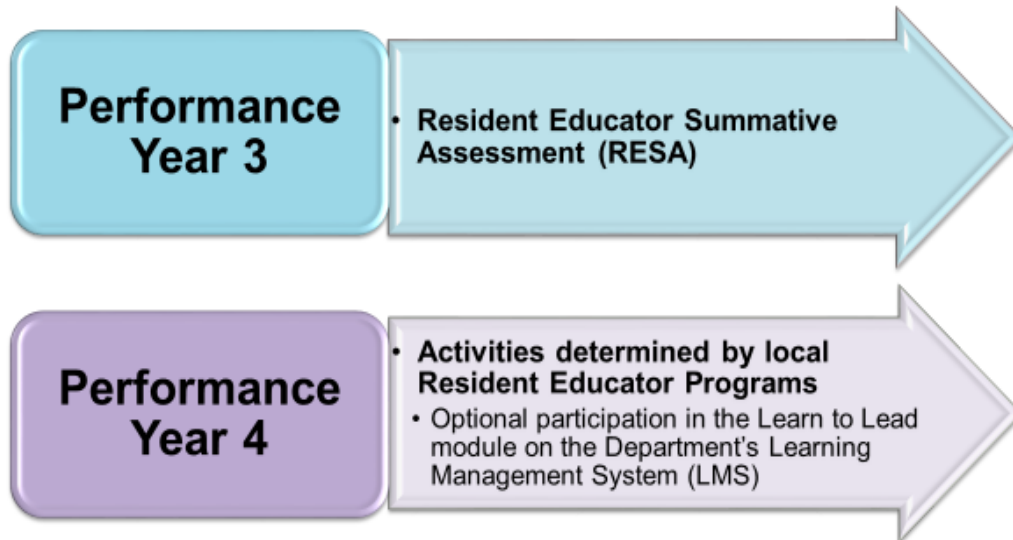 Performance
Year 3
• Resident Educator Summative
Assessment (RESA)
Performance
Year 4
• Activities determined by local
Resident Educator Programs
• Optional participation in the Learn to Lead
module on the Department's Learning
Management System (LMS)